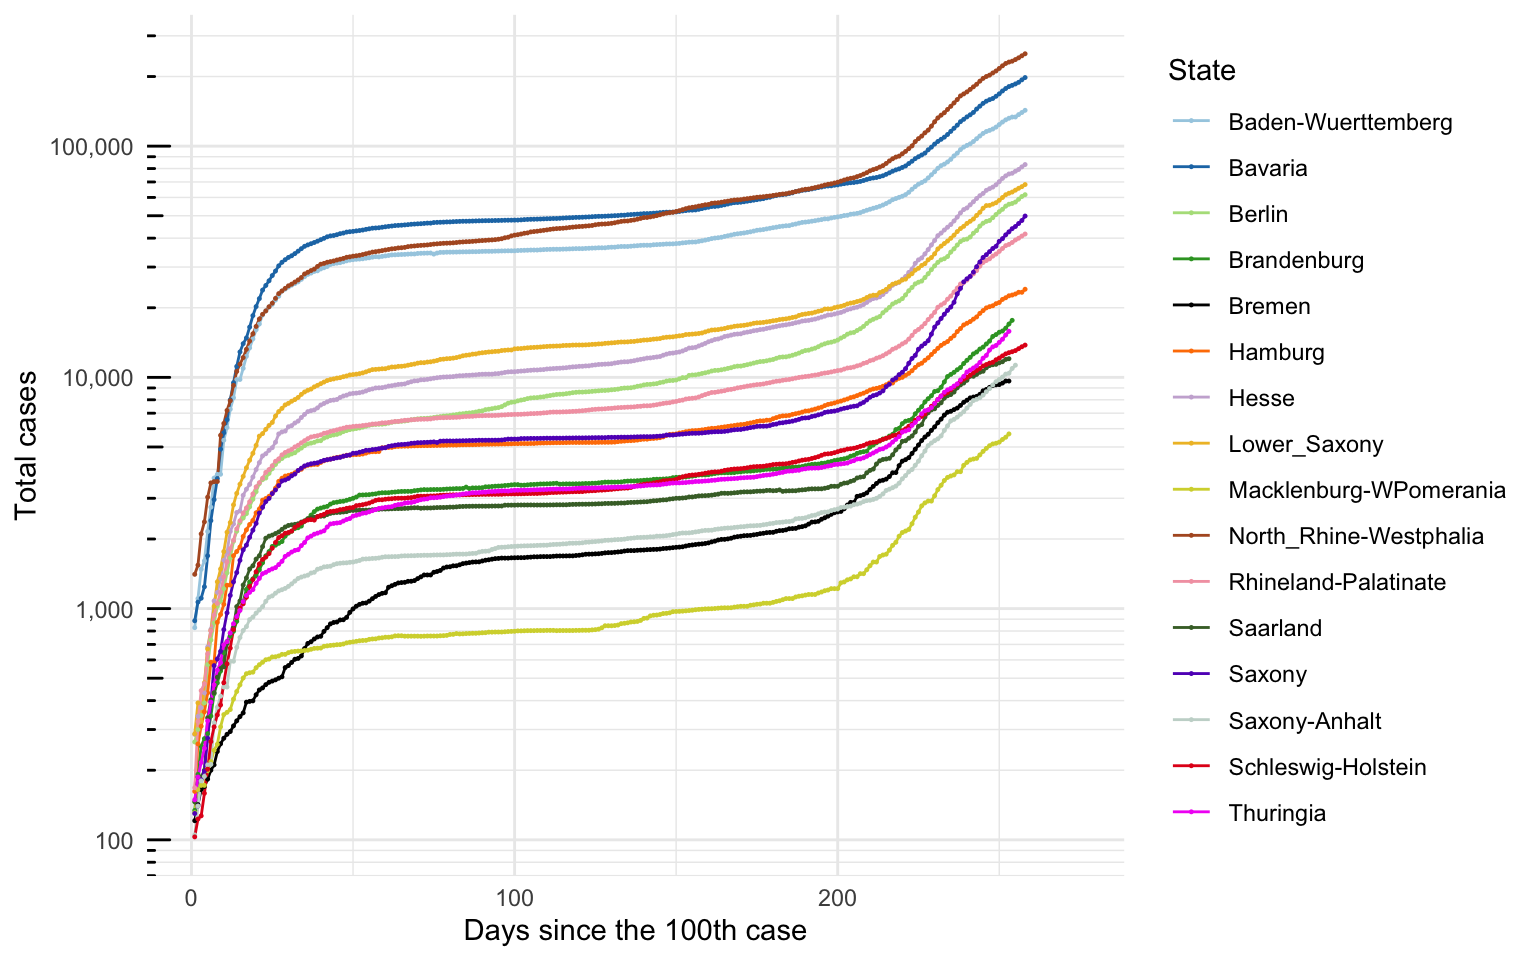 Total cases
100,000
10,000
1,000
100
0
100
200
Days since the 100th case
State
Baden-Wuerttemberg
Bavaria
Berlin
Brandenburg
Bremen
Hamburg
Hesse
Lower_Saxony
Macklenburg-WPomerania
North_Rhine-Westphalia
Rhineland-Palatinate
Saarland
Saxony
Saxony-Anhalt
Schleswig-Holstein
Thuringia